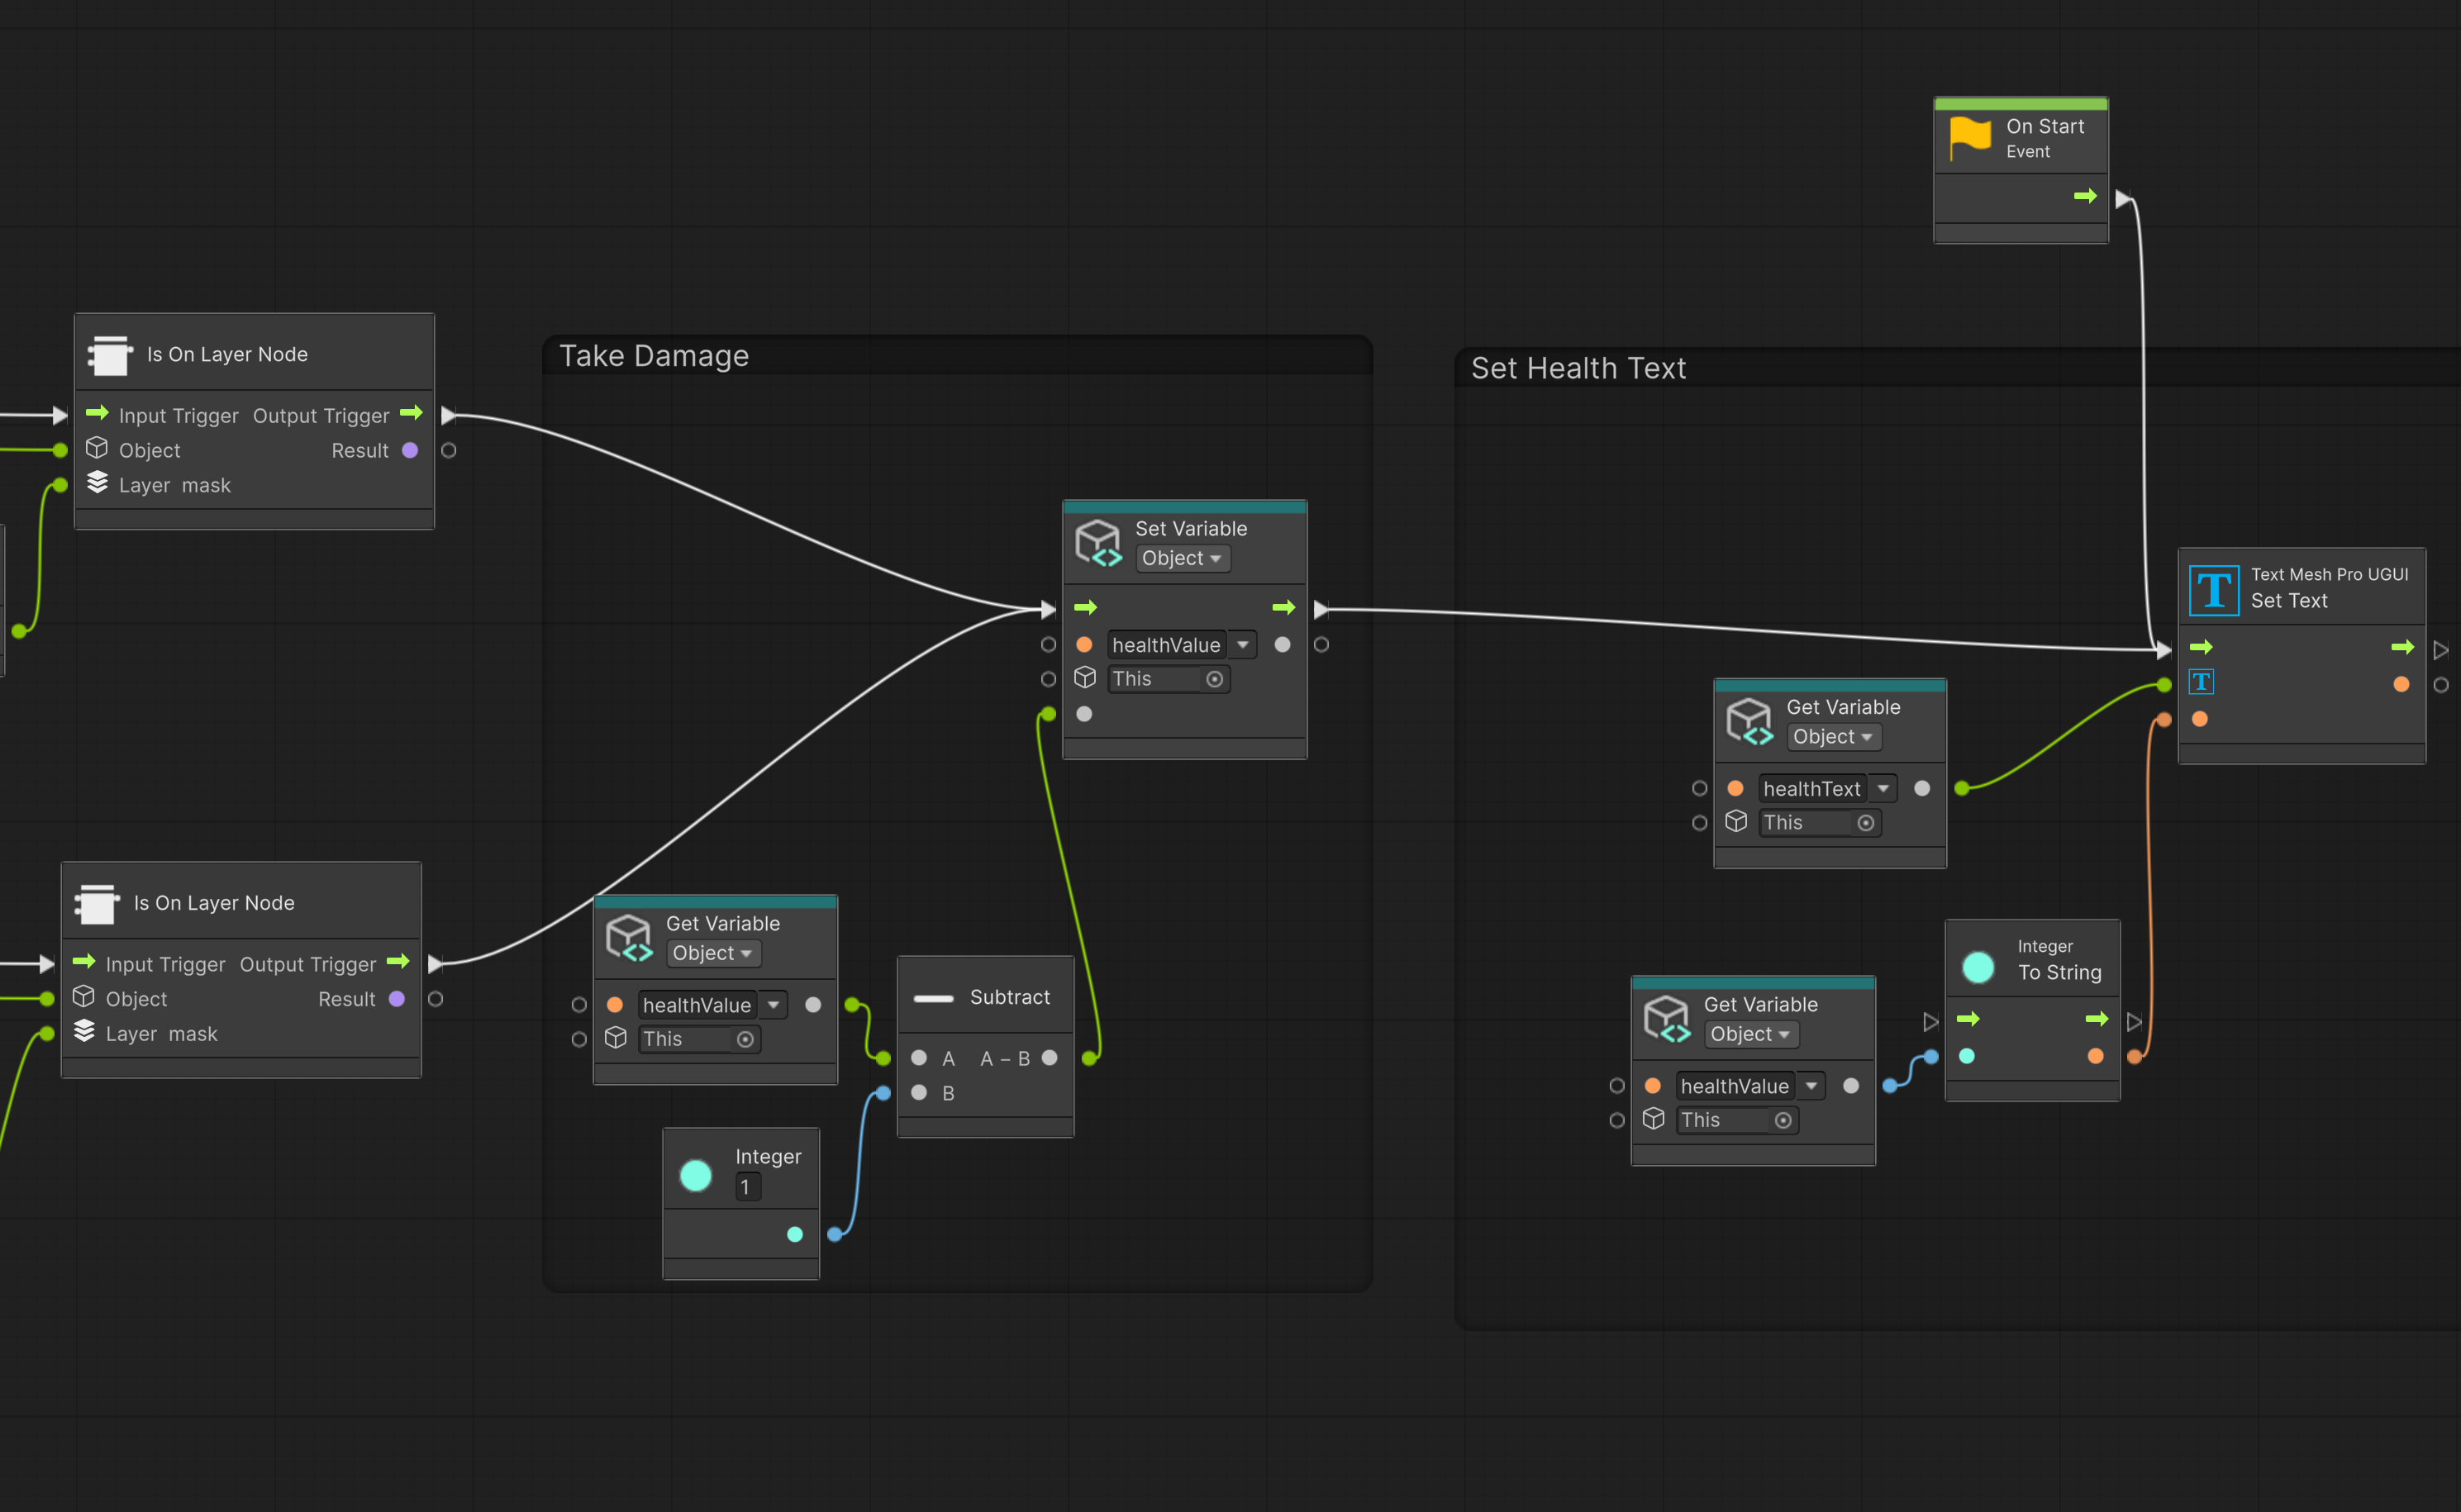 On Start
Event
Is On Layer Node
Input Trigger Output Trigger
Object Result
Layer mask
Take Damage
Set Variable
Object
healthValue
This
Get Variable
Object
healthValue
This
Subtract
A A – B
B
Integer
1
Is On Layer Node
Input Trigger Output Trigger
Object Result
Layer mask
Set Health Text
Text Mesh Pro UGUI
Set Text
T
T
Get Variable
Object
healthText
This
Get Variable
Object
healthValue
This
Integer
To String